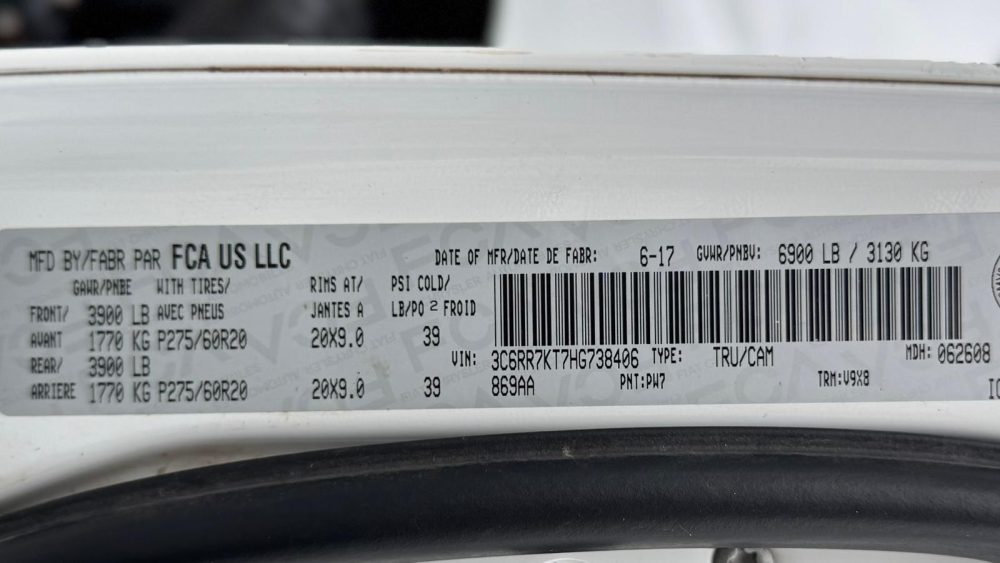 MFD BY/FABR PAR FCA US LLC
DATE OF MFR/DATE DE FABR: 6-17 GVWR/PNBV: 6900 LB / 3130 KG
GAWR/PNBE WITH TIRES/ RIMS AT/ PSI COLD/
FRONT/ 3900 LB AVEC PNEUS JANTES A LB/PO 2 FROID
AVANT 1770 KG P275/60R20 20X9.0 39
REAR/ 3900 LB
ARRIERE 1770 KG P275/60R20 20X9.0 39
VIN: 3C6RR7KT7HG738406 TYPE: TRU/CAM MDH: 062608
869AA PNT:PW7 TRM:V9X8